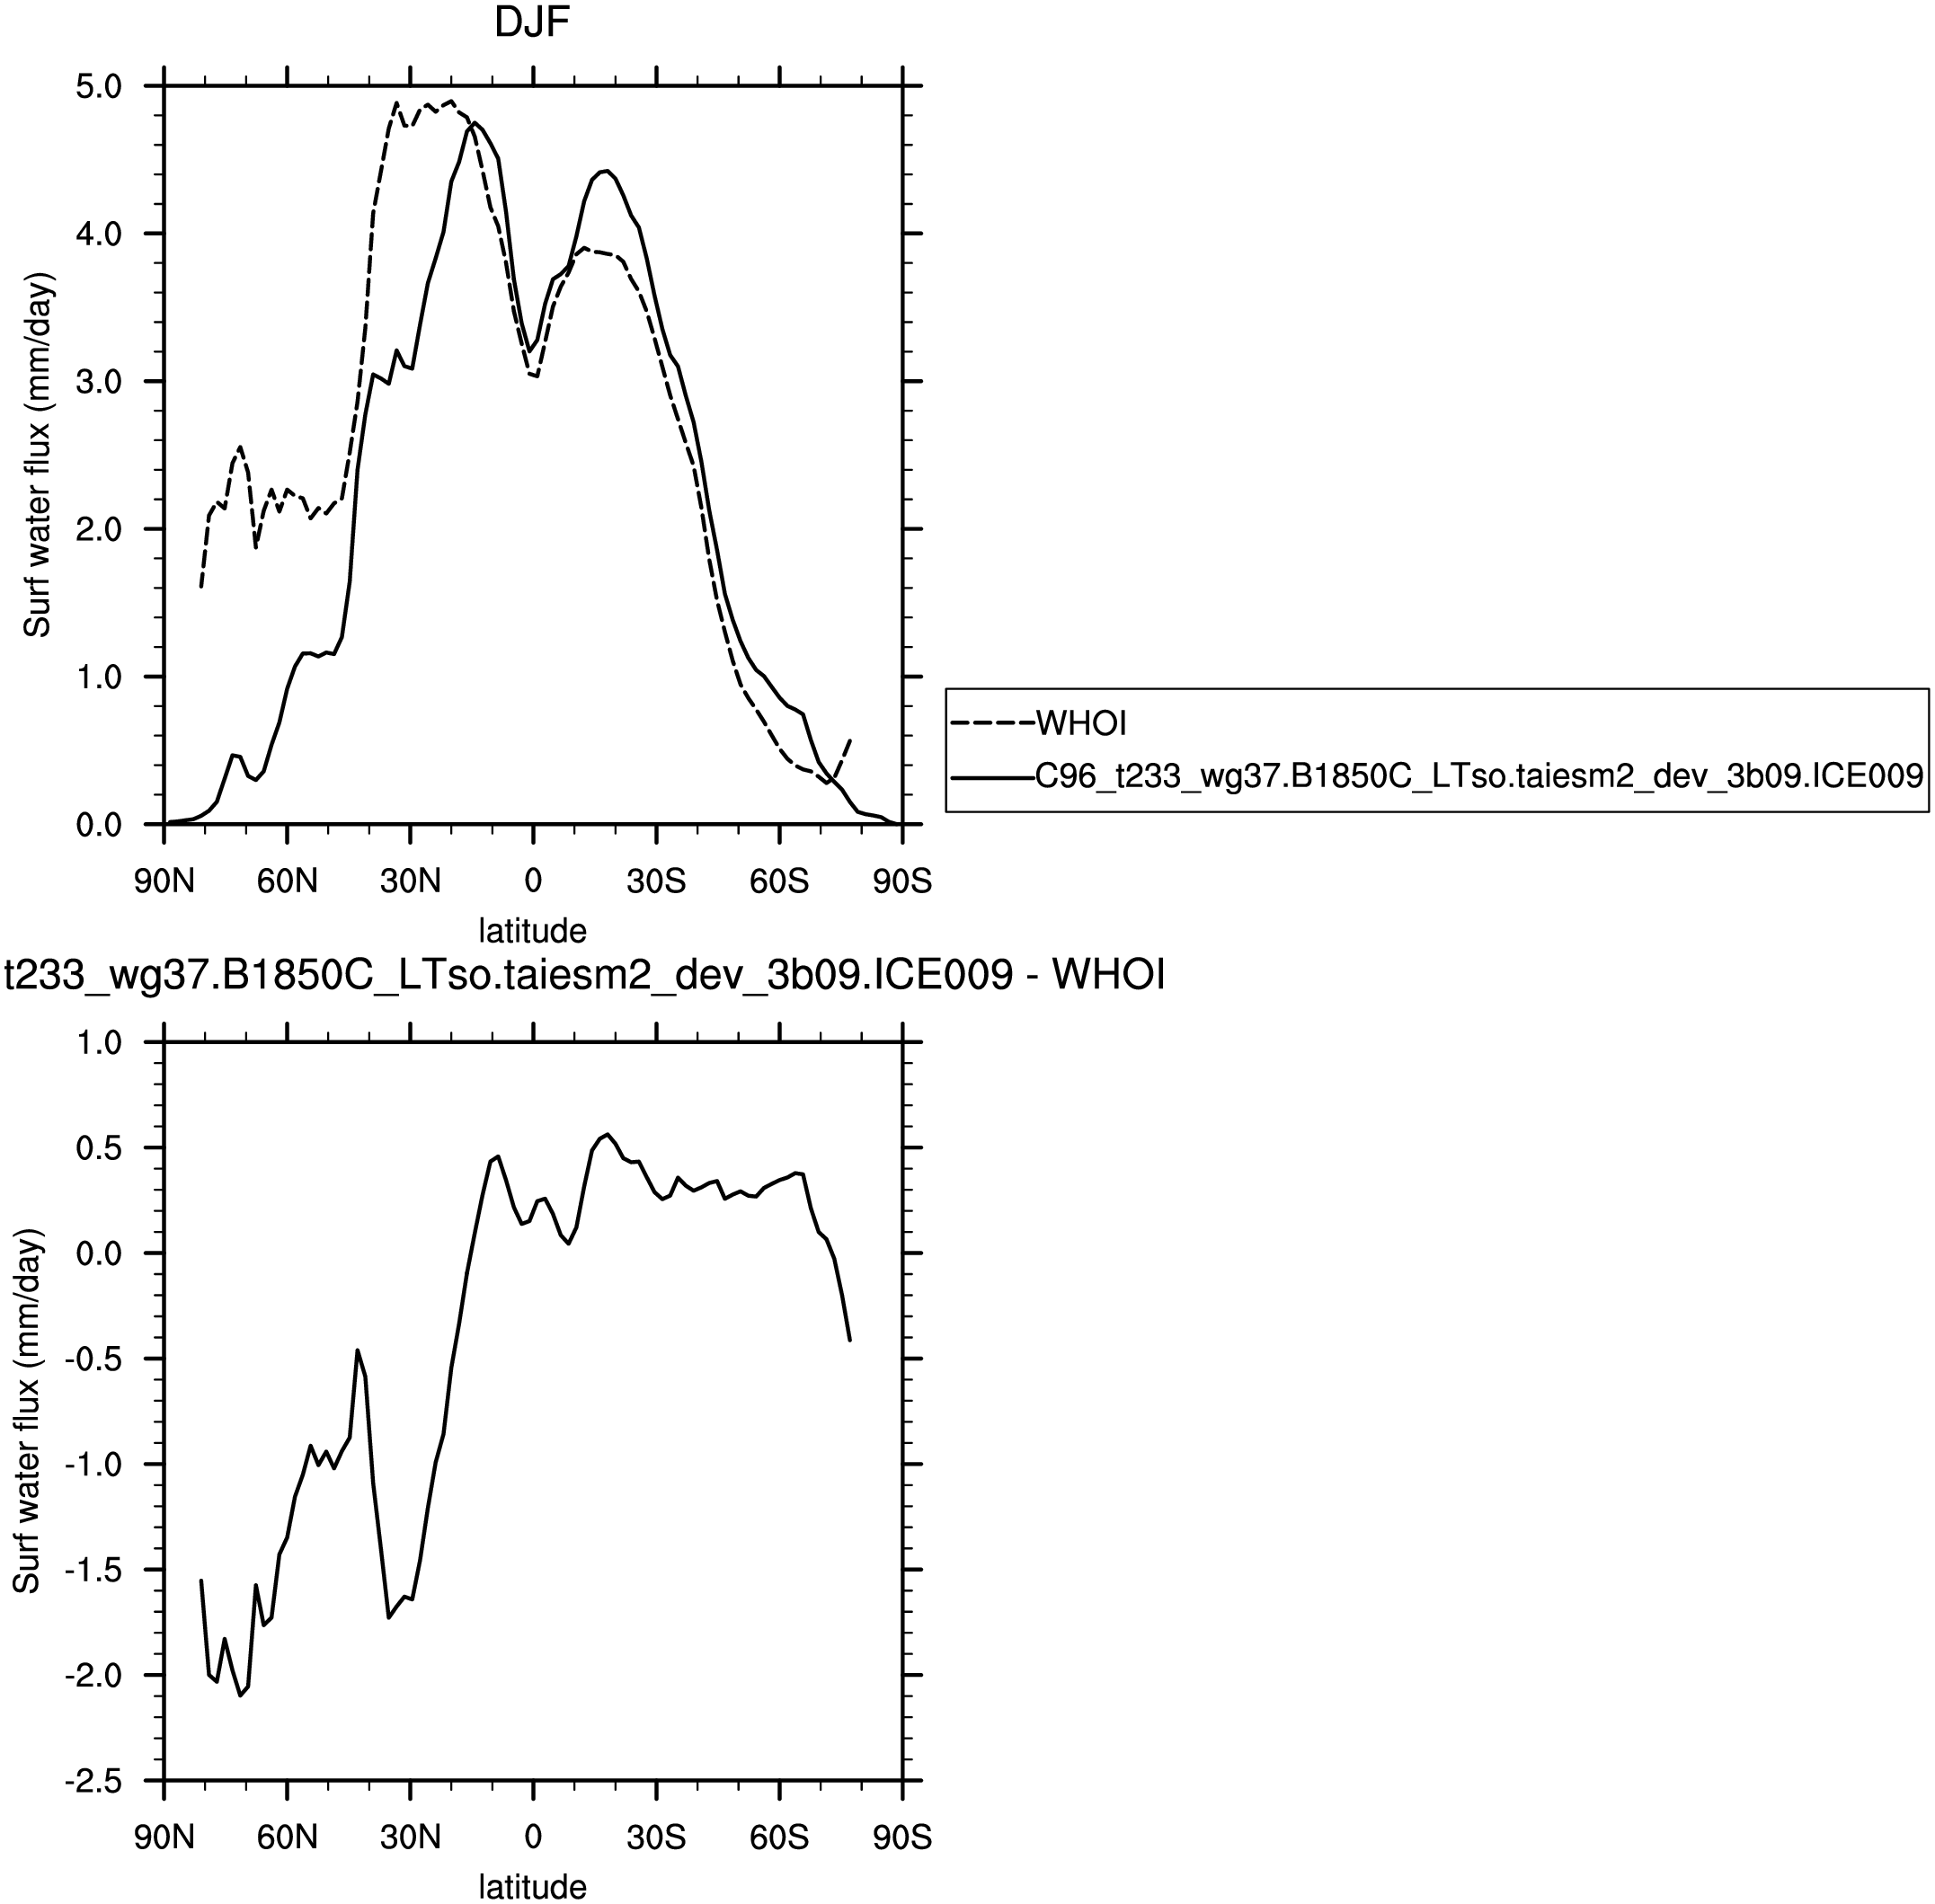 DJF
5.0
4.0
3.0
2.0
1.0
0.0
Surf water flux (mm/day)
90N 60N 30N 0 30S 60S 90S
latitude
WHOI
C96_t233_wg37.B1850C_LTso.taiesm2_dev_3b09.ICE009
t233_wg37.B1850C_LTso.taiesm2_dev_3b09.ICE009 - WHOI
1.0
0.5
0.0
-0.5
-1.0
-1.5
-2.0
-2.5
Surf water flux (mm/day)
90N 60N 30N 0 30S 60S 90S
latitude